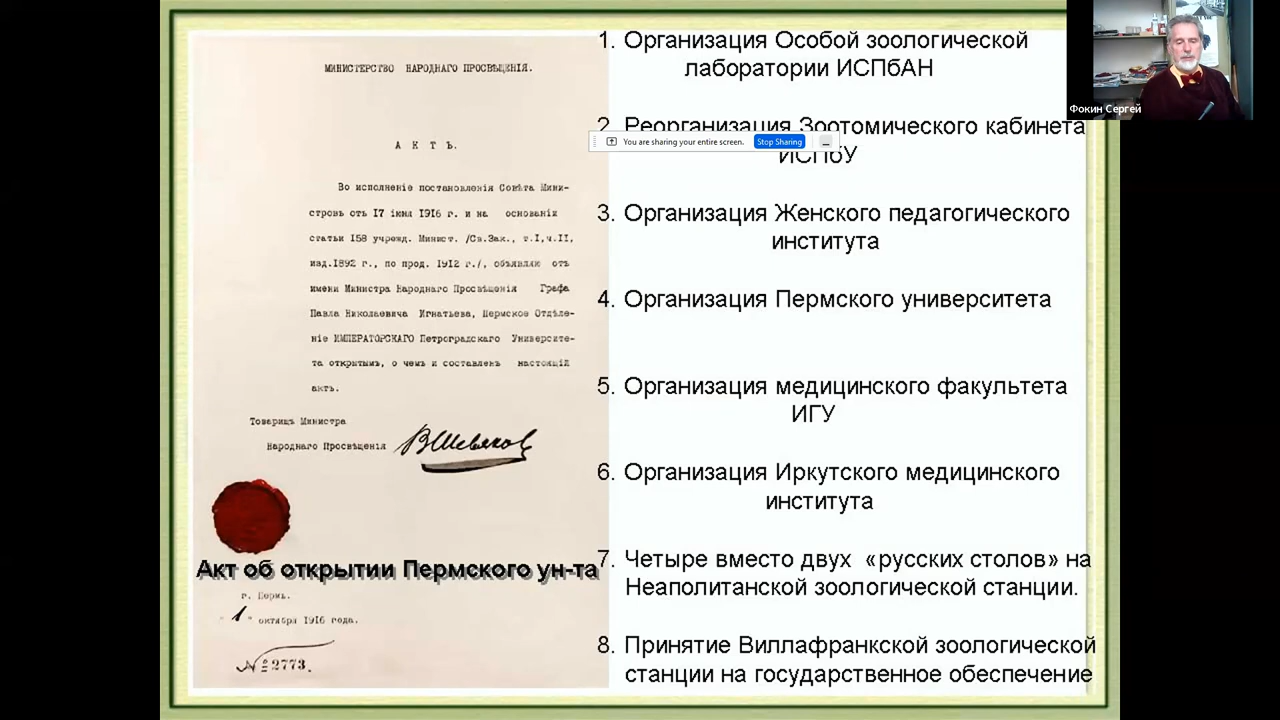 МИНИСТЕРСТВО НАРОДНАГО ПРОСВѢЩЕНІЯ.
А К Т Ъ.
Во исполненіе постановленія Совѣта Мини-
стровъ отъ 17 іюня 1916 г. и на основаніи
статьи 158 учрежд. Минист. /Св.Зак., т.I,ч.II,
изд.1892 г., по прод. 1912 г./, объявляю отъ
имени Министра Народнаго Просвѣщенія Графа
Павла Николаевича Игнатьева, Пермское Отдѣле-
ніе ИМПЕРАТОРСКАГО Петроградскаго Университе-
та открытымъ, о чемъ и составленъ настоящій
актъ.
Товарищъ Министра
Народнаго Просвѣщенія ВШевяков
Акт об открытии Пермского ун-та
г. Пермь.
"1" октября 1916 года.
№ 2773.
1. Организация Особой зоологической
лаборатории ИСПбАН
2. Реорганизация Зоотомического кабинета
ИСПбУ
3. Организация Женского педагогического
института
4. Организация Пермского университета
5. Организация медицинского факультета
ИГУ
6. Организация Иркутского медицинского
института
7. Четыре вместо двух «русских столов» на
Неаполитанской зоологической станции.
8. Принятие Виллафранкской зоологической
станции на государственное обеспечение
You are sharing your entire screen. Stop Sharing
Фокин Сергей